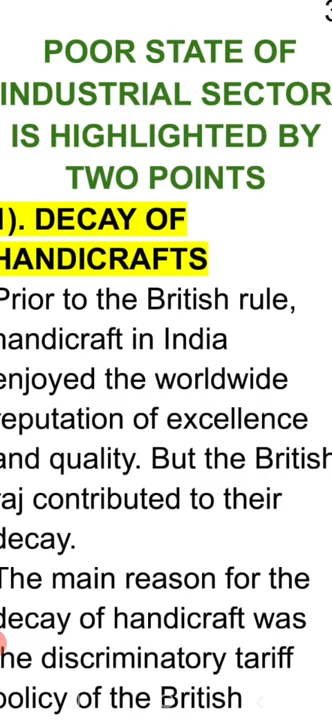 POOR STATE OF
INDUSTRIAL SECTOR
IS HIGHLIGHTED BY
TWO POINTS
1). DECAY OF
HANDICRAFTS
Prior to the British rule,
handicraft in India
enjoyed the worldwide
reputation of excellence
and quality. But the British
raj contributed to their
decay.
The main reason for the
decay of handicraft was
the discriminatory tariff
policy of the British